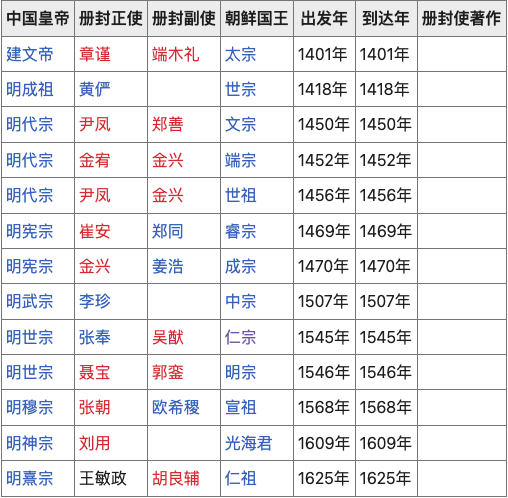 中国皇帝 册封正使 册封副使 朝鲜国王 出发年 到达年 册封使著作
建文帝 章谨 端木礼 太宗 1401年 1401年
明成祖 黄俨 世宗 1418年 1418年
明代宗 尹凤 郑善 文宗 1450年 1450年
明代宗 金宥 金兴 端宗 1452年 1452年
明代宗 尹凤 金兴 世祖 1456年 1456年
明宪宗 崔安 郑同 睿宗 1469年 1469年
明宪宗 金兴 姜浩 成宗 1470年 1470年
明武宗 李珍 中宗 1507年 1507年
明世宗 张奉 吴猷 仁宗 1545年 1545年
明世宗 聂宝 郭銮 明宗 1546年 1546年
明穆宗 张朝 欧希稷 宣祖 1568年 1568年
明神宗 刘用 光海君 1609年 1609年
明熹宗 王敏政 胡良辅 仁祖 1625年 1625年